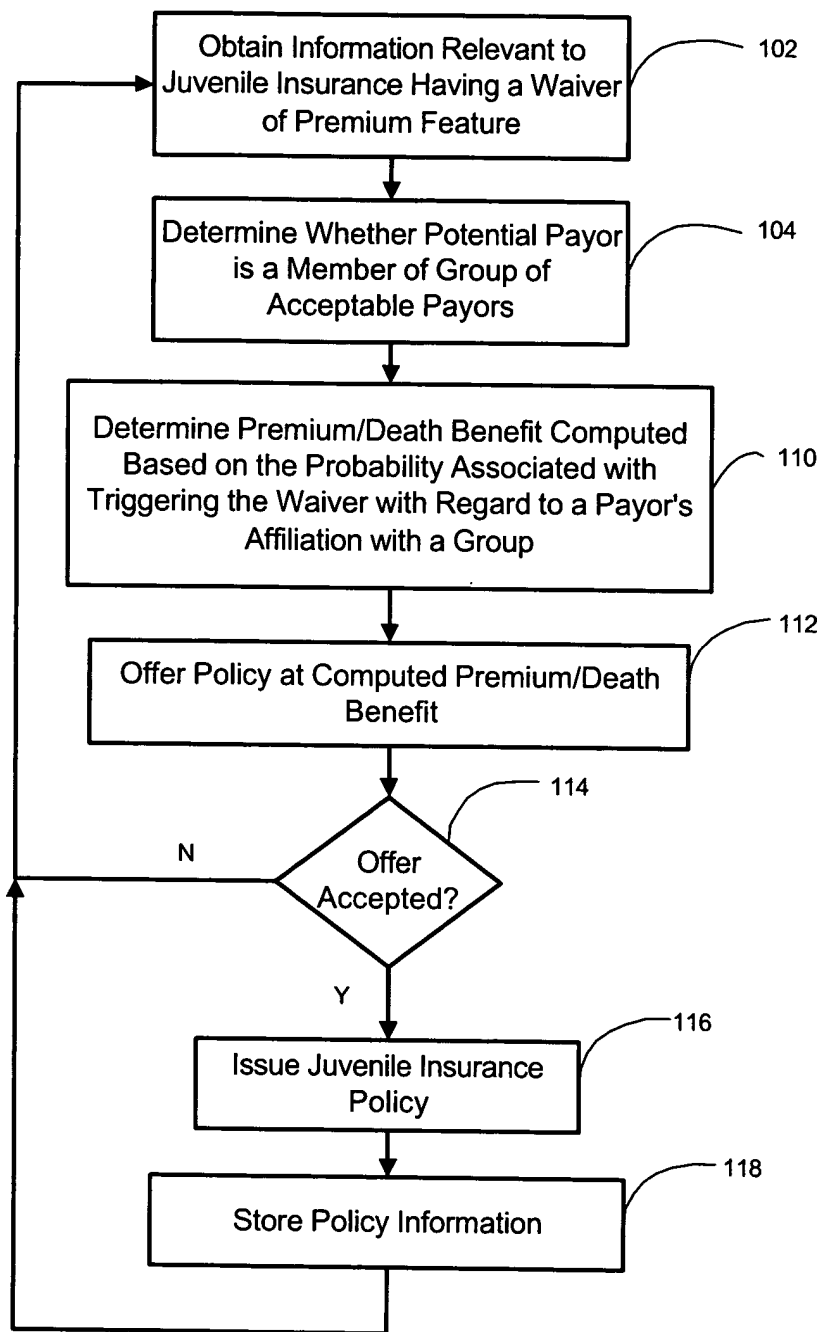 Obtain Information Relevant to
Juvenile Insurance Having a Waiver
of Premium Feature
102
Determine Whether Potential Payor
is a Member of Group of
Acceptable Payors
104
Determine Premium/Death Benefit Computed
Based on the Probability Associated with
Triggering the Waiver with Regard to a Payor's
Affiliation with a Group
110
Offer Policy at Computed Premium/Death
Benefit
112
Offer
Accepted?
114
N
Y
Issue Juvenile Insurance
Policy
116
Store Policy Information
118